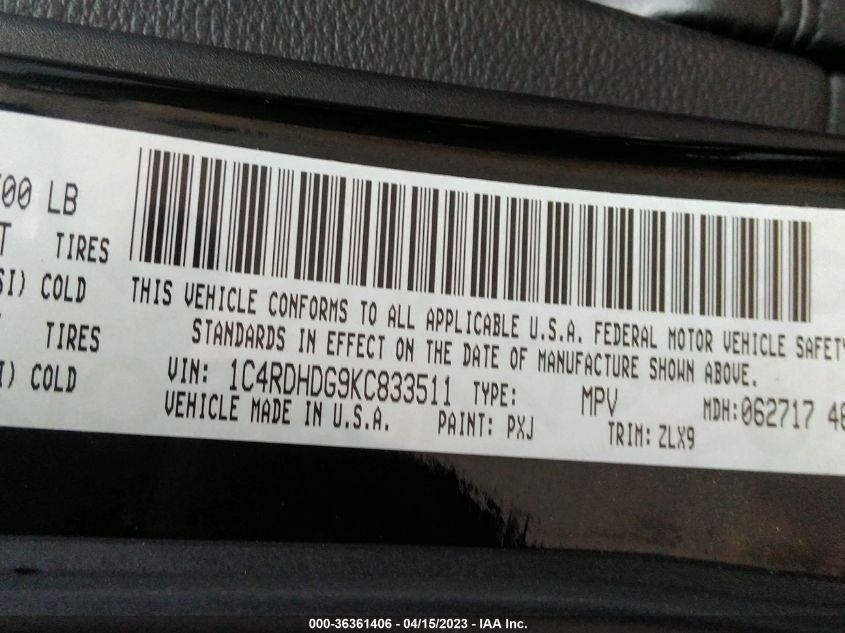 700 LB
TIRES
COLD
TIRES
COLD
THIS VEHICLE CONFORMS TO ALL APPLICABLE U.S.A. FEDERAL MOTOR VEHICLE SAFETY
STANDARDS IN EFFECT ON THE DATE OF MANUFACTURE SHOWN ABOVE.
VIN: 1C4RDHDG9KC833511 TYPE: MPV MDH:062717
VEHICLE MADE IN U.S.A. PAINT: PXJ TRIM: ZLX9
000-36361406 - 04/15/2023 - IAA Inc.